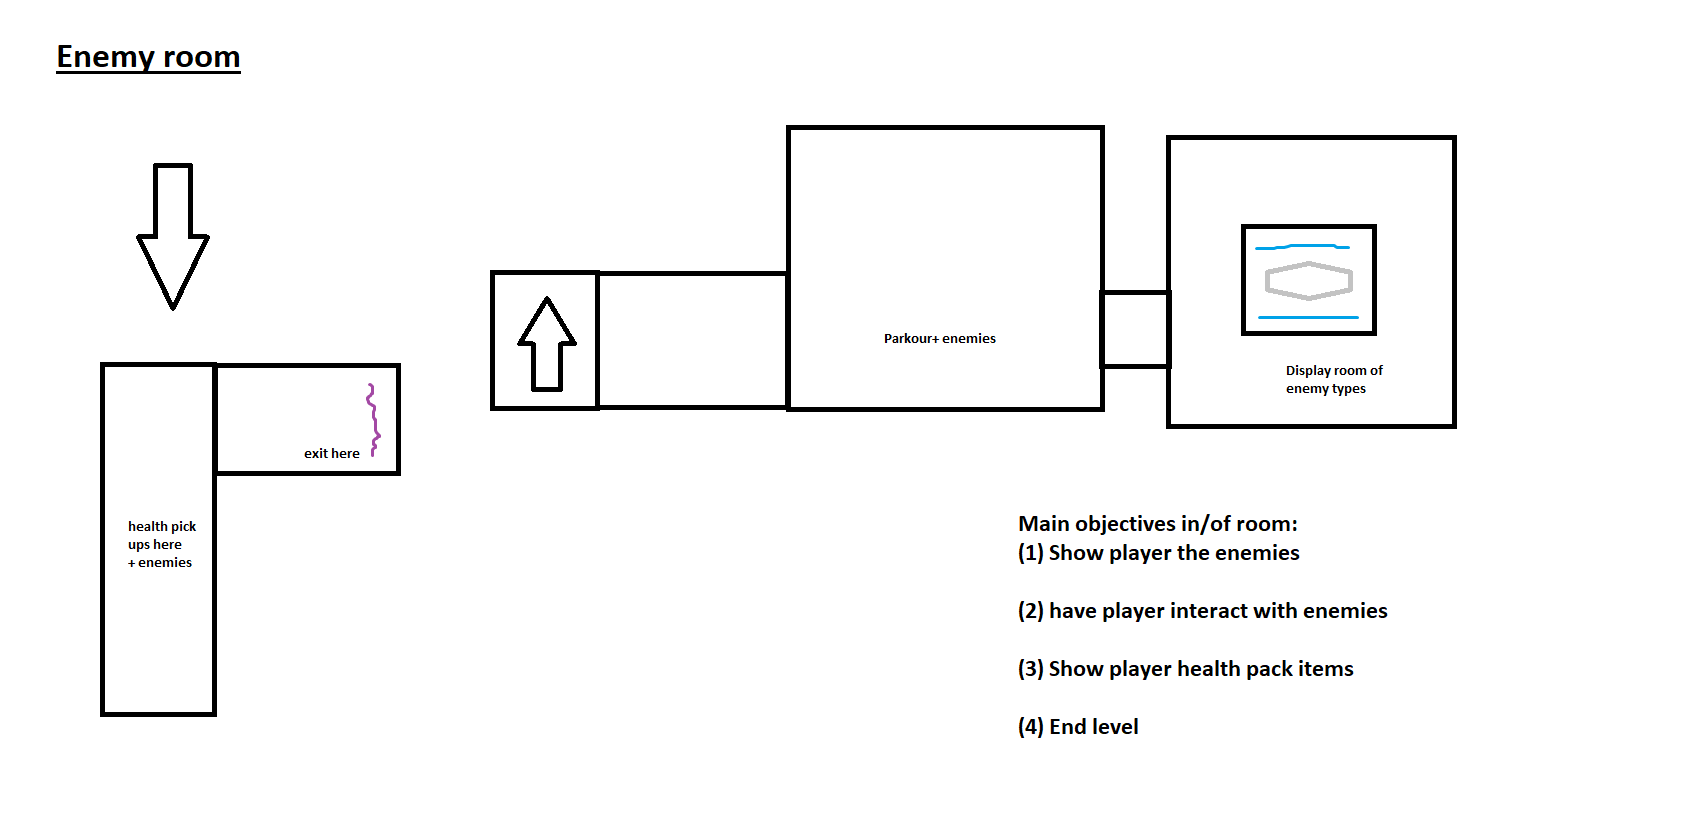 Enemy room
Parkour+ enemies
Display room of
enemy types
exit here
health pick
ups here
+ enemies
Main objectives in/of room:
(1) Show player the enemies
(2) have player interact with enemies
(3) Show player health pack items
(4) End level